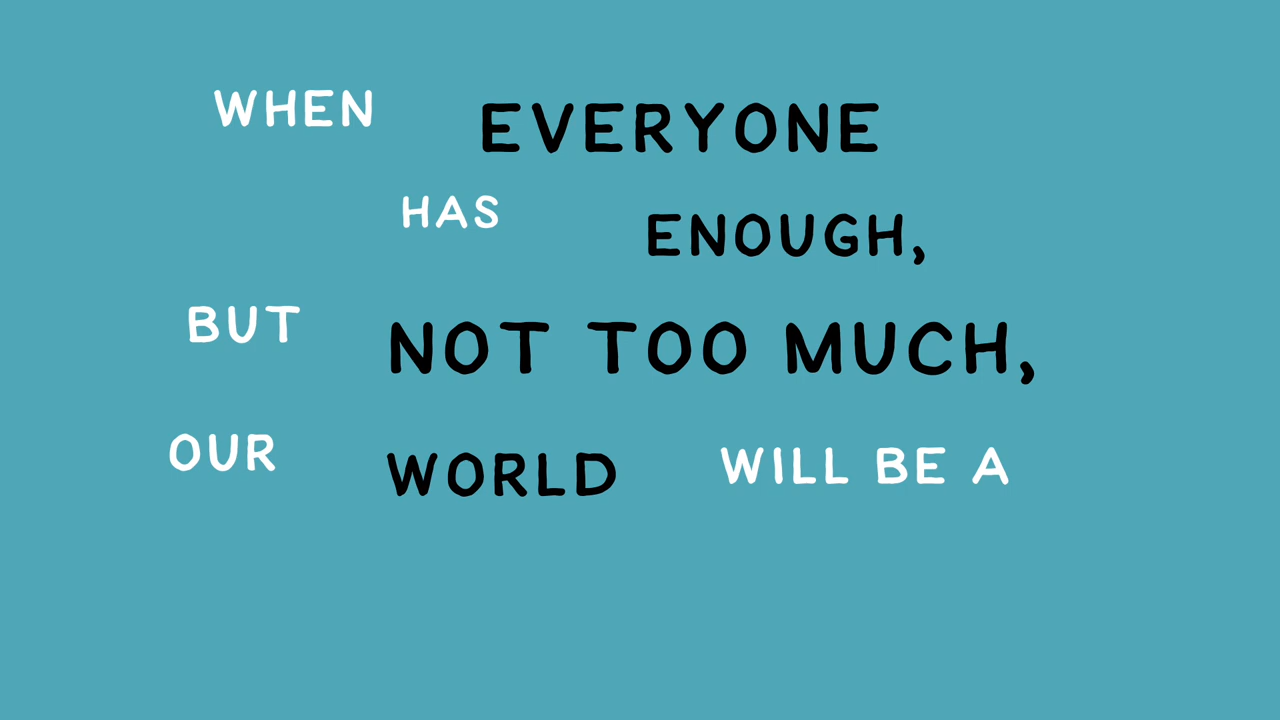 WHEN EVERYONE
HAS ENOUGH,
BUT NOT TOO MUCH,
OUR WORLD WILL BE A